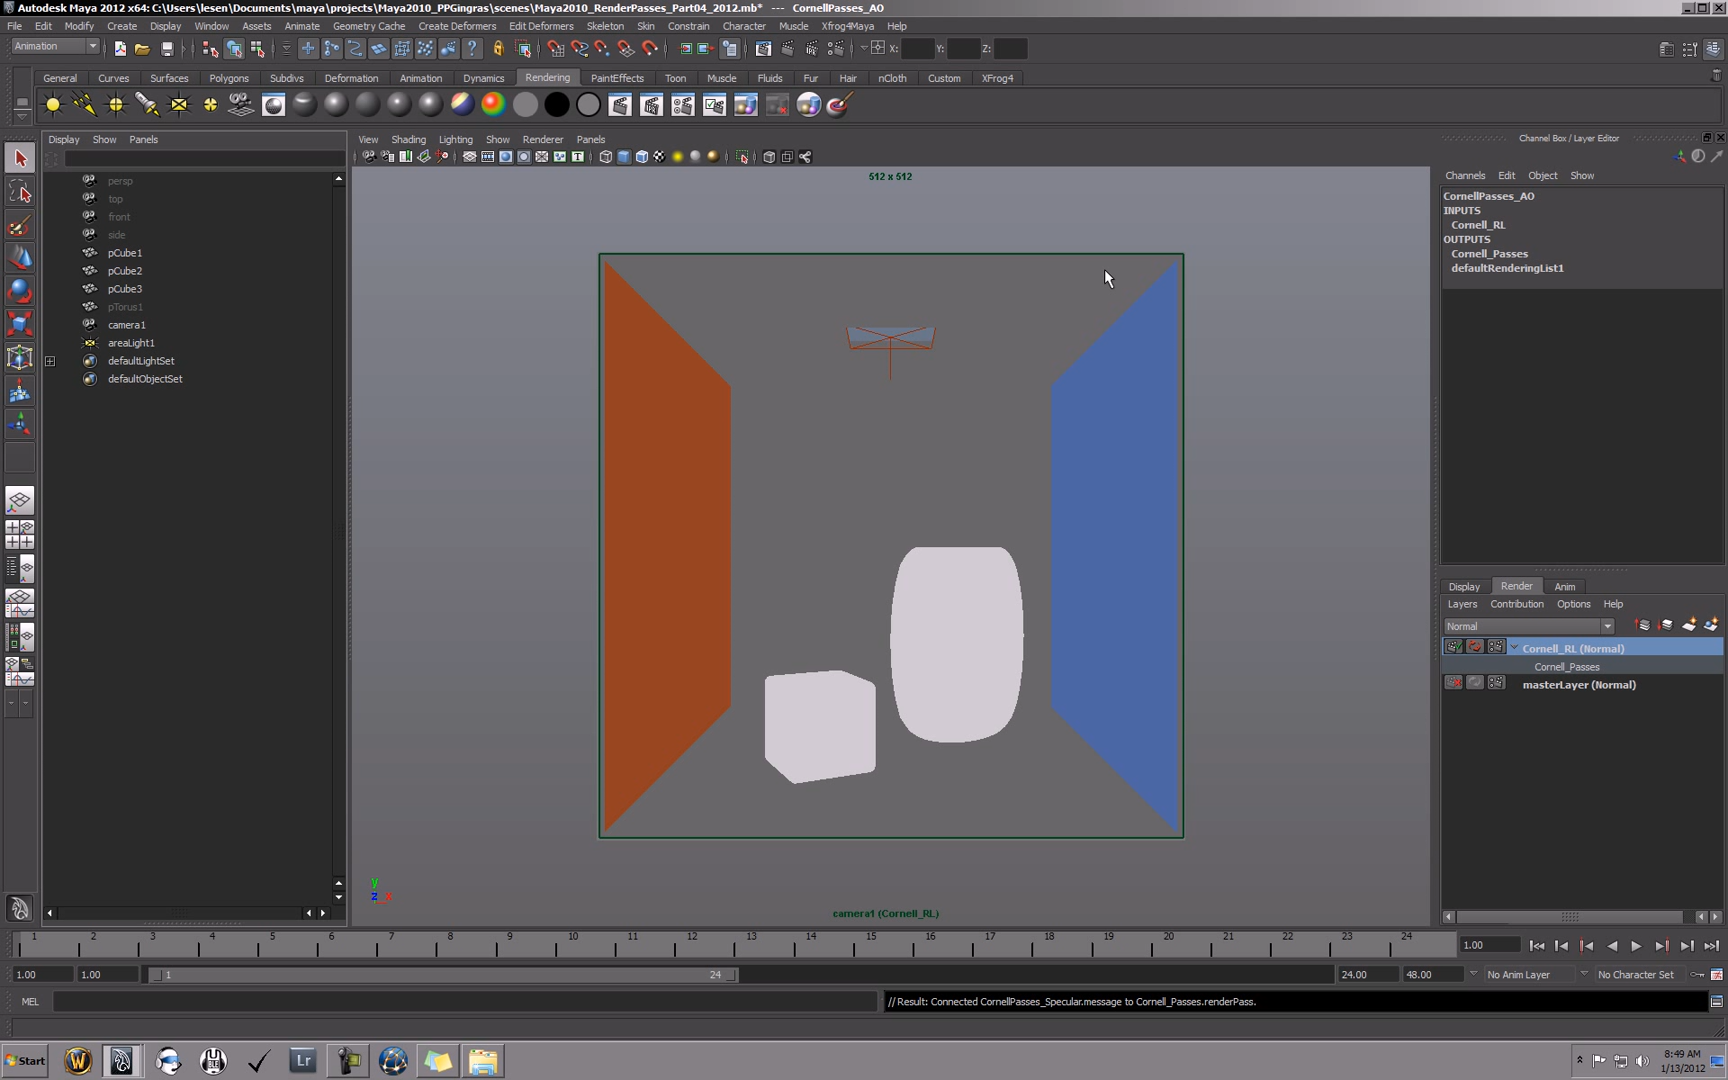 Autodesk Maya 2012 x64: C:\Users\lesen\Documents\maya\projects\Maya2010_PPGingras\scenes\Maya2010_RenderPasses_Part04_2012.mb* --- CornellPasses_AO
File Edit Modify Create Display Window Assets Animate Geometry Cache Create Deformers Edit Deformers Skeleton Skin Constrain Character Muscle Xfrog4Maya Help
Animation X: Y: Z:
General Curves Surfaces Polygons Subdivs Deformation Animation Dynamics Rendering PaintEffects Toon Muscle Fluids Fur Hair nCloth Custom XFrog4
Display Show Panels
View Shading Lighting Show Renderer Panels
Channel Box / Layer Editor
persp
top
front
side
pCube1
pCube2
pCube3
pTorus1
camera1
areaLight1
defaultLightSet
defaultObjectSet
512 x 512
y
z x
camera1 (Cornell_RL)
Channels Edit Object Show
CornellPasses_AO
INPUTS
Cornell_RL
OUTPUTS
Cornell_Passes
defaultRenderingList1
Display Render Anim
Layers Contribution Options Help
Normal
Cornell_RL (Normal)
Cornell_Passes
masterLayer (Normal)
1 2 3 4 5 6 7 8 9 10 11 12 13 14 15 16 17 18 19 20 21 22 23 24 1.00
1.00 1.00 1 24 24.00 48.00 No Anim Layer No Character Set
MEL // Result: Connected CornellPasses_Specular.message to Cornell_Passes.renderPass.
Start Lr 8:49 AM
1/13/2012